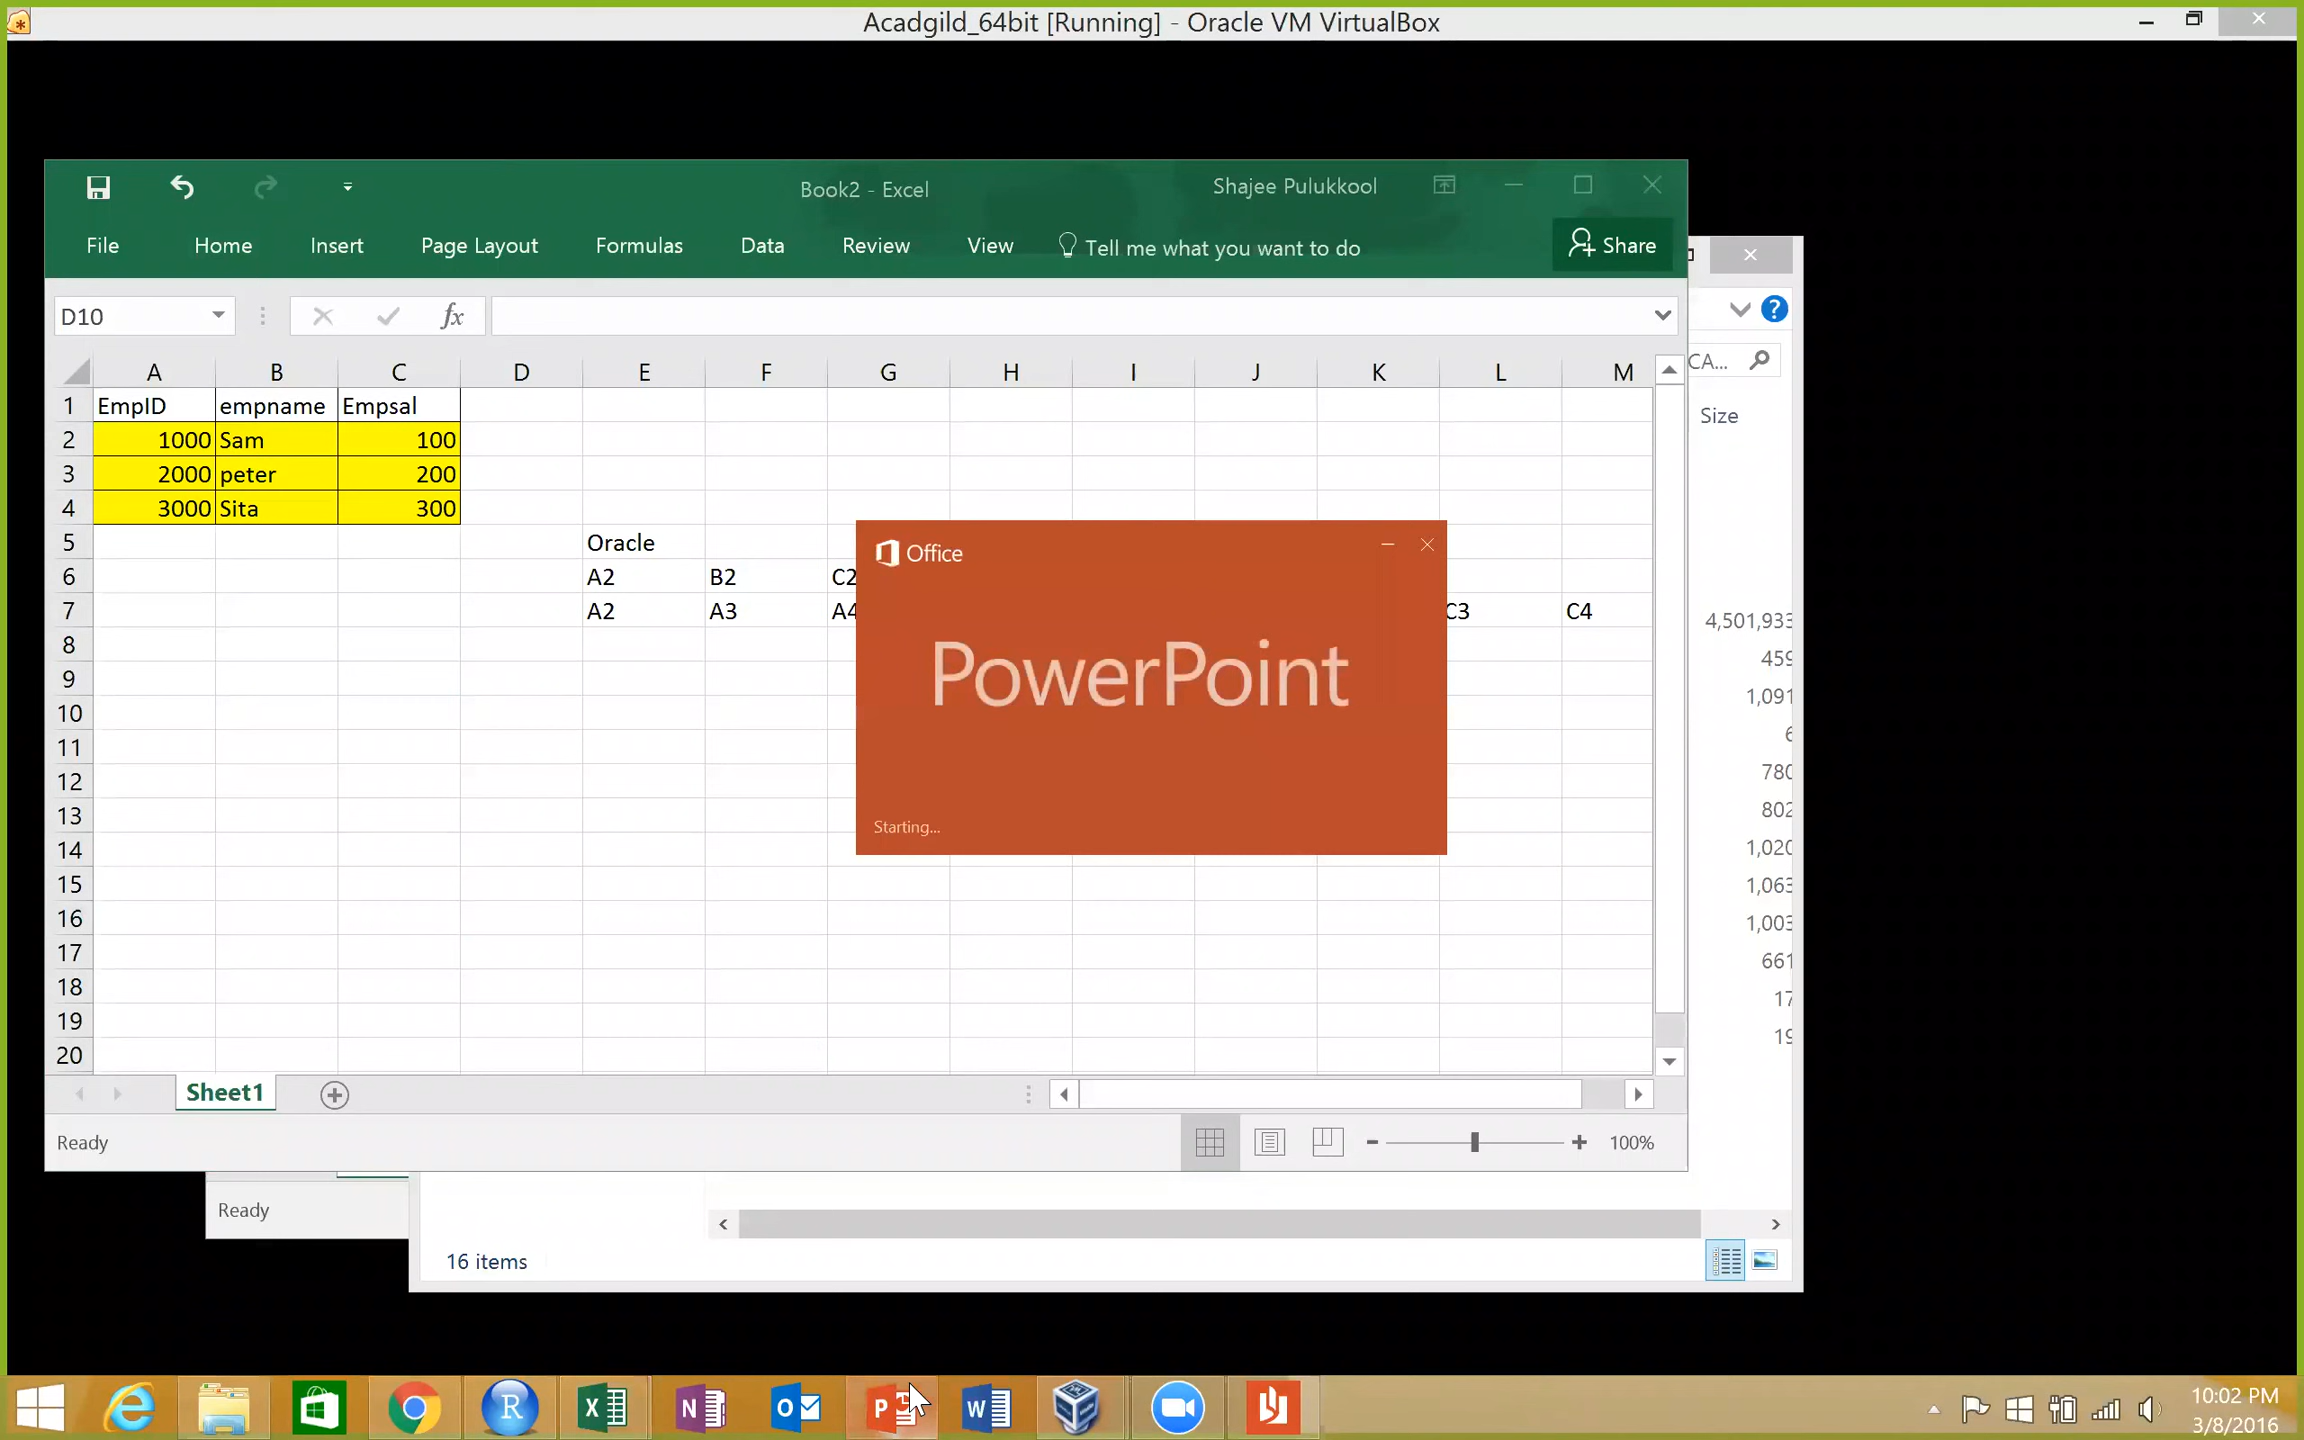 Acadgild_64bit [Running] - Oracle VM VirtualBox
Book2 - Excel
Shajee Pulukkool
File Home Insert Page Layout Formulas Data Review View Tell me what you want to do Share
D10 fx
CA...
A B C D E F G H I J K L M
Size
1 EmpID empname Empsal
2 1000 Sam 100
3 2000 peter 200
4 3000 Sita 300
5 Oracle
6 A2 B2 C2
7 A2 A3 A4 C3 C4
8
9
10
11
12
13
14
15
16
17
18
19
20
Office
PowerPoint
Starting...
4,501,933
459
1,091
6
780
802
1,020
1,063
1,003
661
17
19
Sheet1
Ready
100%
Ready
16 items
10:02 PM
3/8/2016